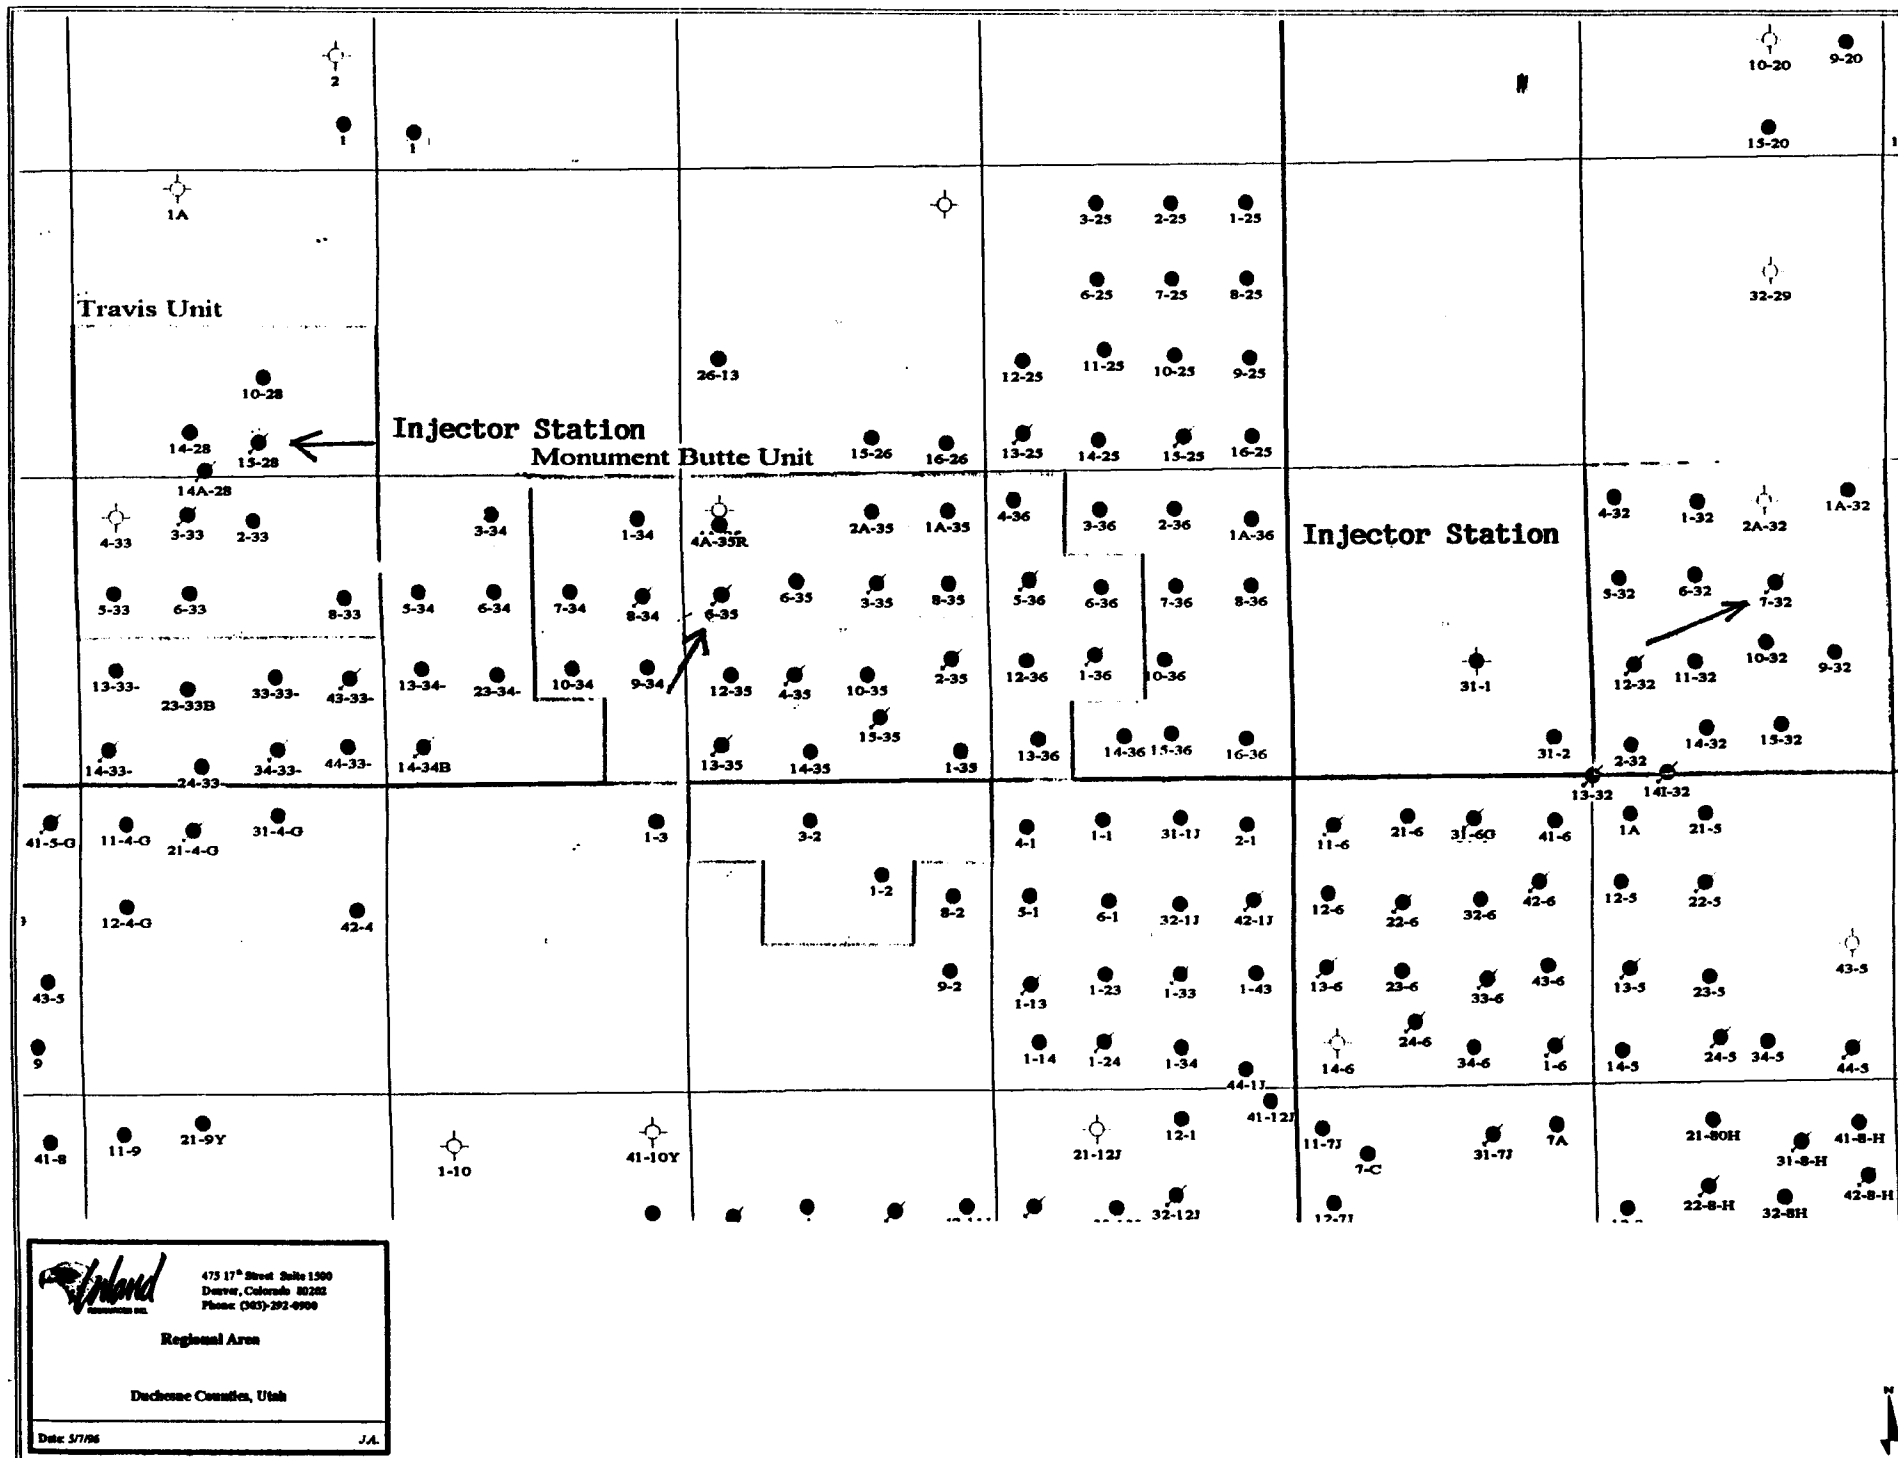 2
10-20
9-20
1
1
15-20
1A
3-25
2-25
1-25
6-25
7-25
8-25
32-29
Travis Unit
26-13
12-25
11-25
10-25
9-25
10-28
Injector Station
14-28
15-28
Monument Butte Unit
15-26
16-26
13-25
14-25
15-25
16-25
14A-28
4-33
3-33
2-33
3-34
1-34
4A-35R
2A-35
1A-35
4-36
3-36
2-36
1A-36
Injector Station
4-32
1-32
2A-32
1A-32
5-33
6-33
8-33
5-34
6-34
7-34
8-34
6-35
6-35
3-35
8-35
5-36
6-36
7-36
8-36
5-32
6-32
7-32
13-33-
23-33B
33-33-
43-33-
13-34-
23-34-
10-34
9-34
12-35
4-35
10-35
2-35
12-36
1-36
10-36
31-1
12-32
11-32
10-32
9-32
14-33-
24-33-
34-33-
44-33-
14-34B
13-35
14-35
15-35
1-35
13-36
14-36
15-36
16-36
31-2
2-32
14-32
15-32
13-32
14I-32
41-5-G
11-4-G
21-4-G
31-4-G
1-3
3-2
4-1
1-1
31-1J
2-1
11-6
21-6
31-6G
41-6
1A
21-5
12-4-G
42-4
1-2
8-2
5-1
6-1
32-1J
42-1J
12-6
22-6
32-6
42-6
12-5
22-5
43-5
43-5
9-2
1-13
1-23
1-33
1-43
13-6
23-6
33-6
43-6
13-5
23-5
9
1-14
1-24
1-34
44-1J
14-6
24-6
34-6
1-6
14-5
24-5
34-5
44-5
41-8
11-9
21-9Y
1-10
41-10Y
21-12J
12-1
41-12J
11-7J
7-C
31-7J
7A
21-80H
31-8-H
41-8-H
32-12J
12-7J
22-8-H
32-8H
42-8-H
Inland
RESOURCES INC.
475 17th Street Suite 1500
Denver, Colorado 80202
Phone: (303)-292-0900
Regional Area
Duchesne Counties, Utah
Date: 5/7/96 J.A.
N